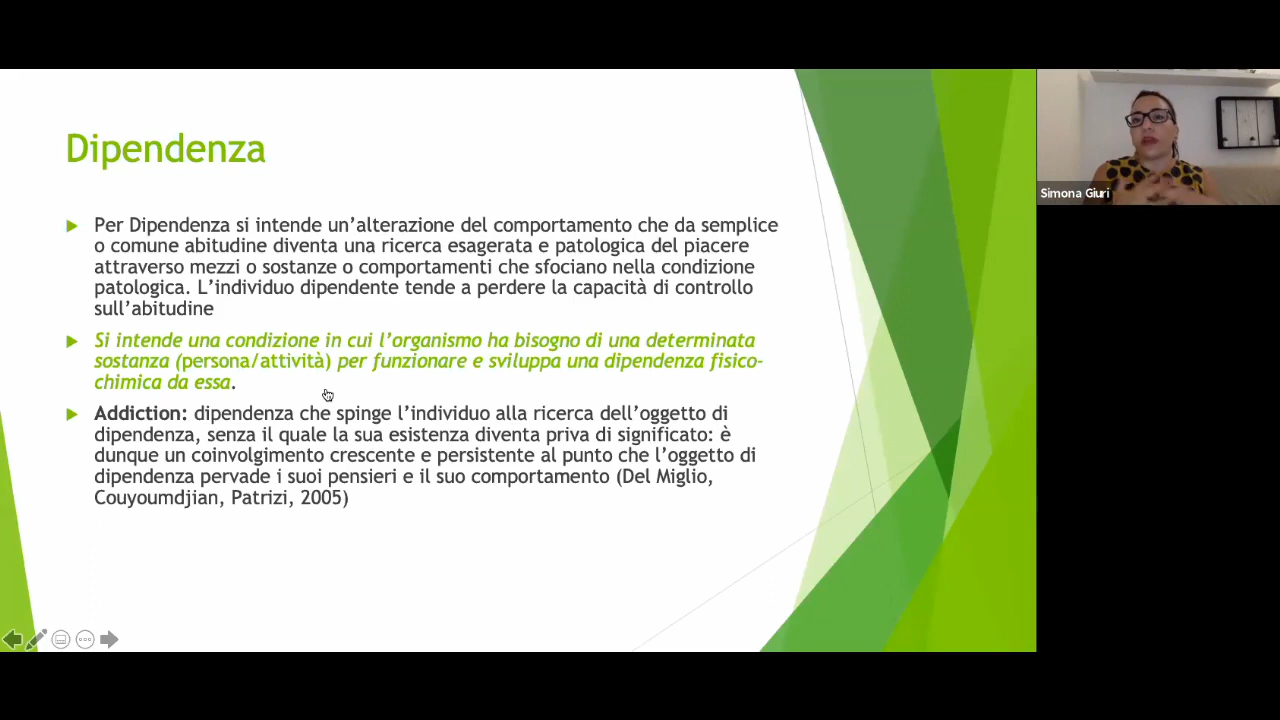 Dipendenza
Per Dipendenza si intende un’alterazione del comportamento che da semplice
o comune abitudine diventa una ricerca esagerata e patologica del piacere
attraverso mezzi o sostanze o comportamenti che sfociano nella condizione
patologica. L’individuo dipendente tende a perdere la capacità di controllo
sull’abitudine
Si intende una condizione in cui l’organismo ha bisogno di una determinata
sostanza (persona/attività) per funzionare e sviluppa una dipendenza fisico-
chimica da essa.
Addiction: dipendenza che spinge l’individuo alla ricerca dell’oggetto di
dipendenza, senza il quale la sua esistenza diventa priva di significato: è
dunque un coinvolgimento crescente e persistente al punto che l’oggetto di
dipendenza pervade i suoi pensieri e il suo comportamento (Del Miglio,
Couyoumdjian, Patrizi, 2005)
Simona Giuri